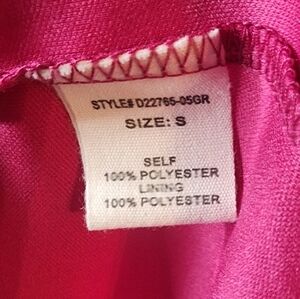 STYLE# D22765-05GR
SIZE: S
SELF
100% POLYESTER
LINING
100% POLYESTER